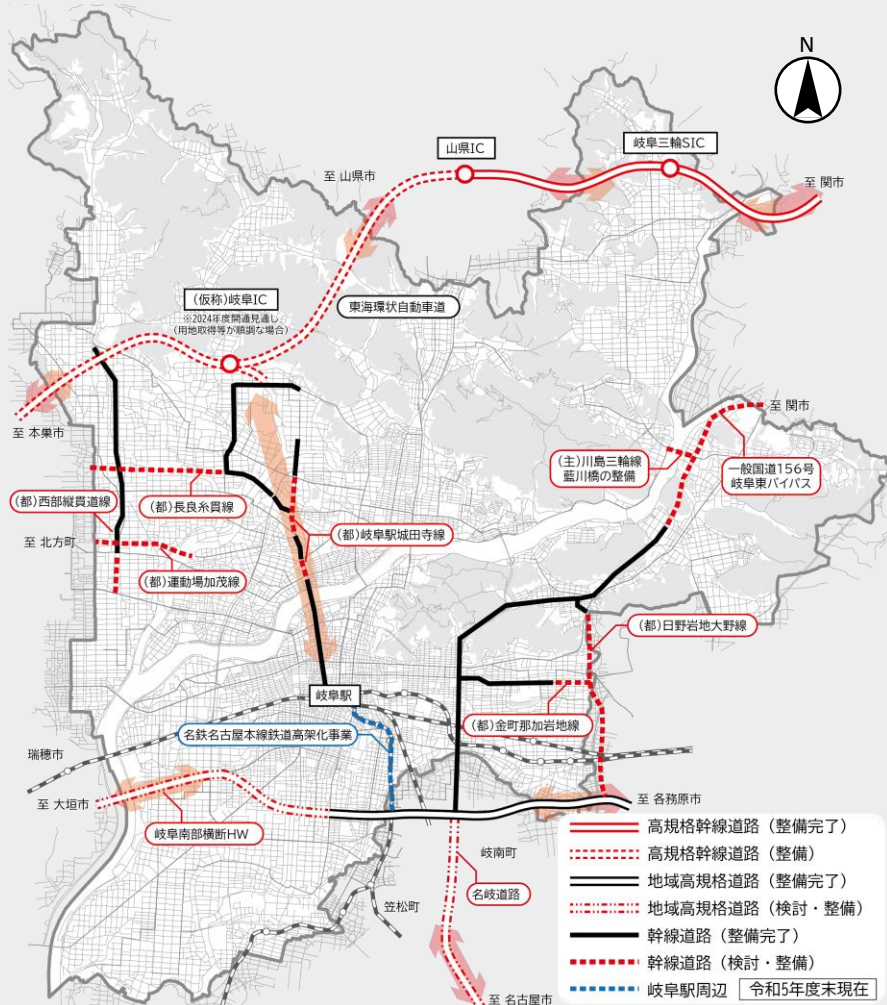 N
山県IC
岐阜三輪SIC
至 山県市
至 関市
(仮称)岐阜IC
※2024年度開通見通し
(用地取得等が順調な場合)
東海環状自動車道
至 本巣市
至 関市
(主)川島三輪線
藍川橋の整備
一般国道156号
岐阜東バイパス
(都)西部縦貫道線
(都)長良糸貫線
(都)岐阜駅城田寺線
至 北方町
(都)運動場加茂線
(都)日野岩地大野線
岐阜駅
(都)金町那加岩地線
名鉄名古屋本線鉄道高架化事業
瑞穂市
至 大垣市
至 各務原市
岐阜南部横断HW
岐南町
名岐道路
笠松町
至 名古屋市
高規格幹線道路(整備完了)
高規格幹線道路(整備)
地域高規格道路(整備完了)
地域高規格道路(検討・整備)
幹線道路(整備完了)
幹線道路(検討・整備)
岐阜駅周辺 令和5年度末現在